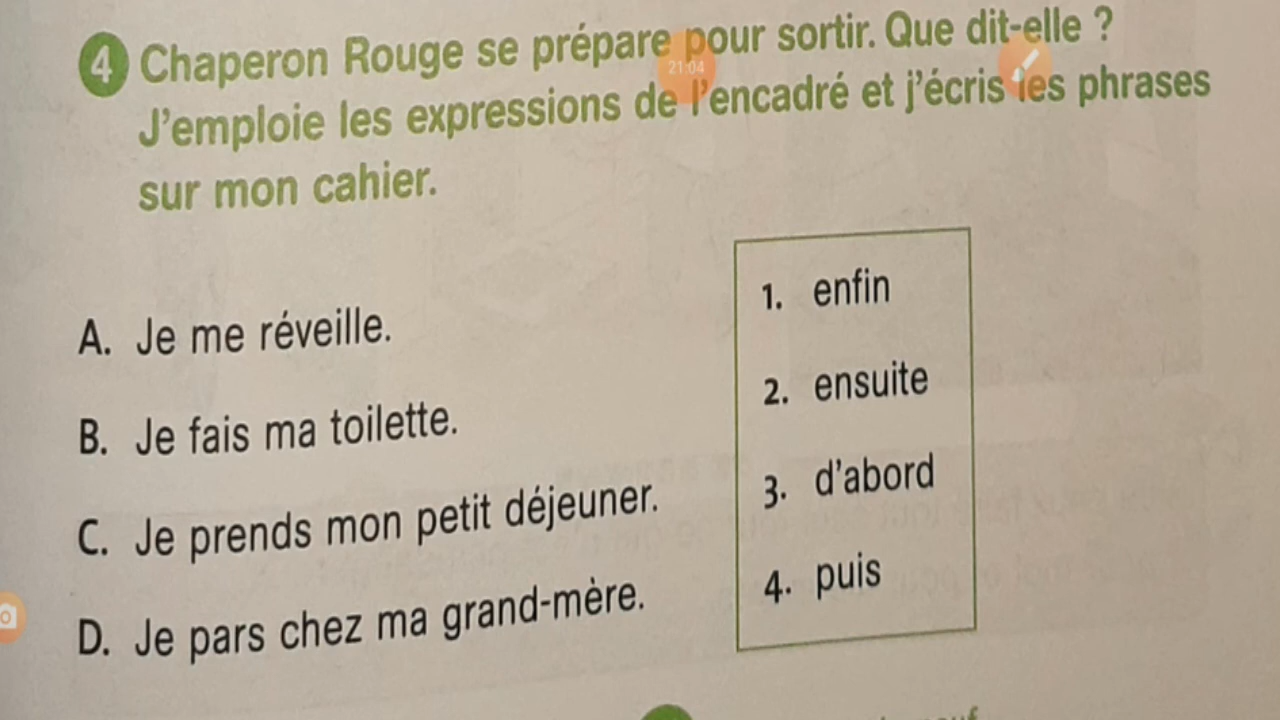 4 Chaperon Rouge se prépare pour sortir. Que dit-elle ?
J'emploie les expressions de l'encadré et j'écris les phrases
sur mon cahier.
A. Je me réveille.
B. Je fais ma toilette.
C. Je prends mon petit déjeuner.
D. Je pars chez ma grand-mère.
1. enfin
2. ensuite
3. d'abord
4. puis
21:04